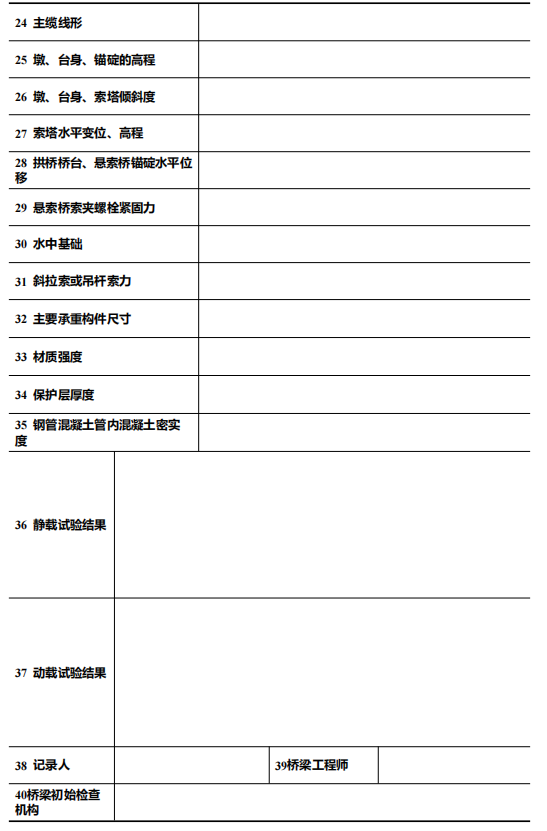 24 主缆线形
25 墩、台身、锚碇的高程
26 墩、台身、索塔倾斜度
27 索塔水平变位、高程
28 拱桥桥台、悬索桥锚碇水平位
移
29 悬索桥索夹螺栓紧固力
30 水中基础
31 斜拉索或吊杆索力
32 主要承重构件尺寸
33 材质强度
34 保护层厚度
35 钢管混凝土管内混凝土密实
度
36 静载试验结果
37 动载试验结果
38 记录人 39桥梁工程师
40桥梁初始检查
机构